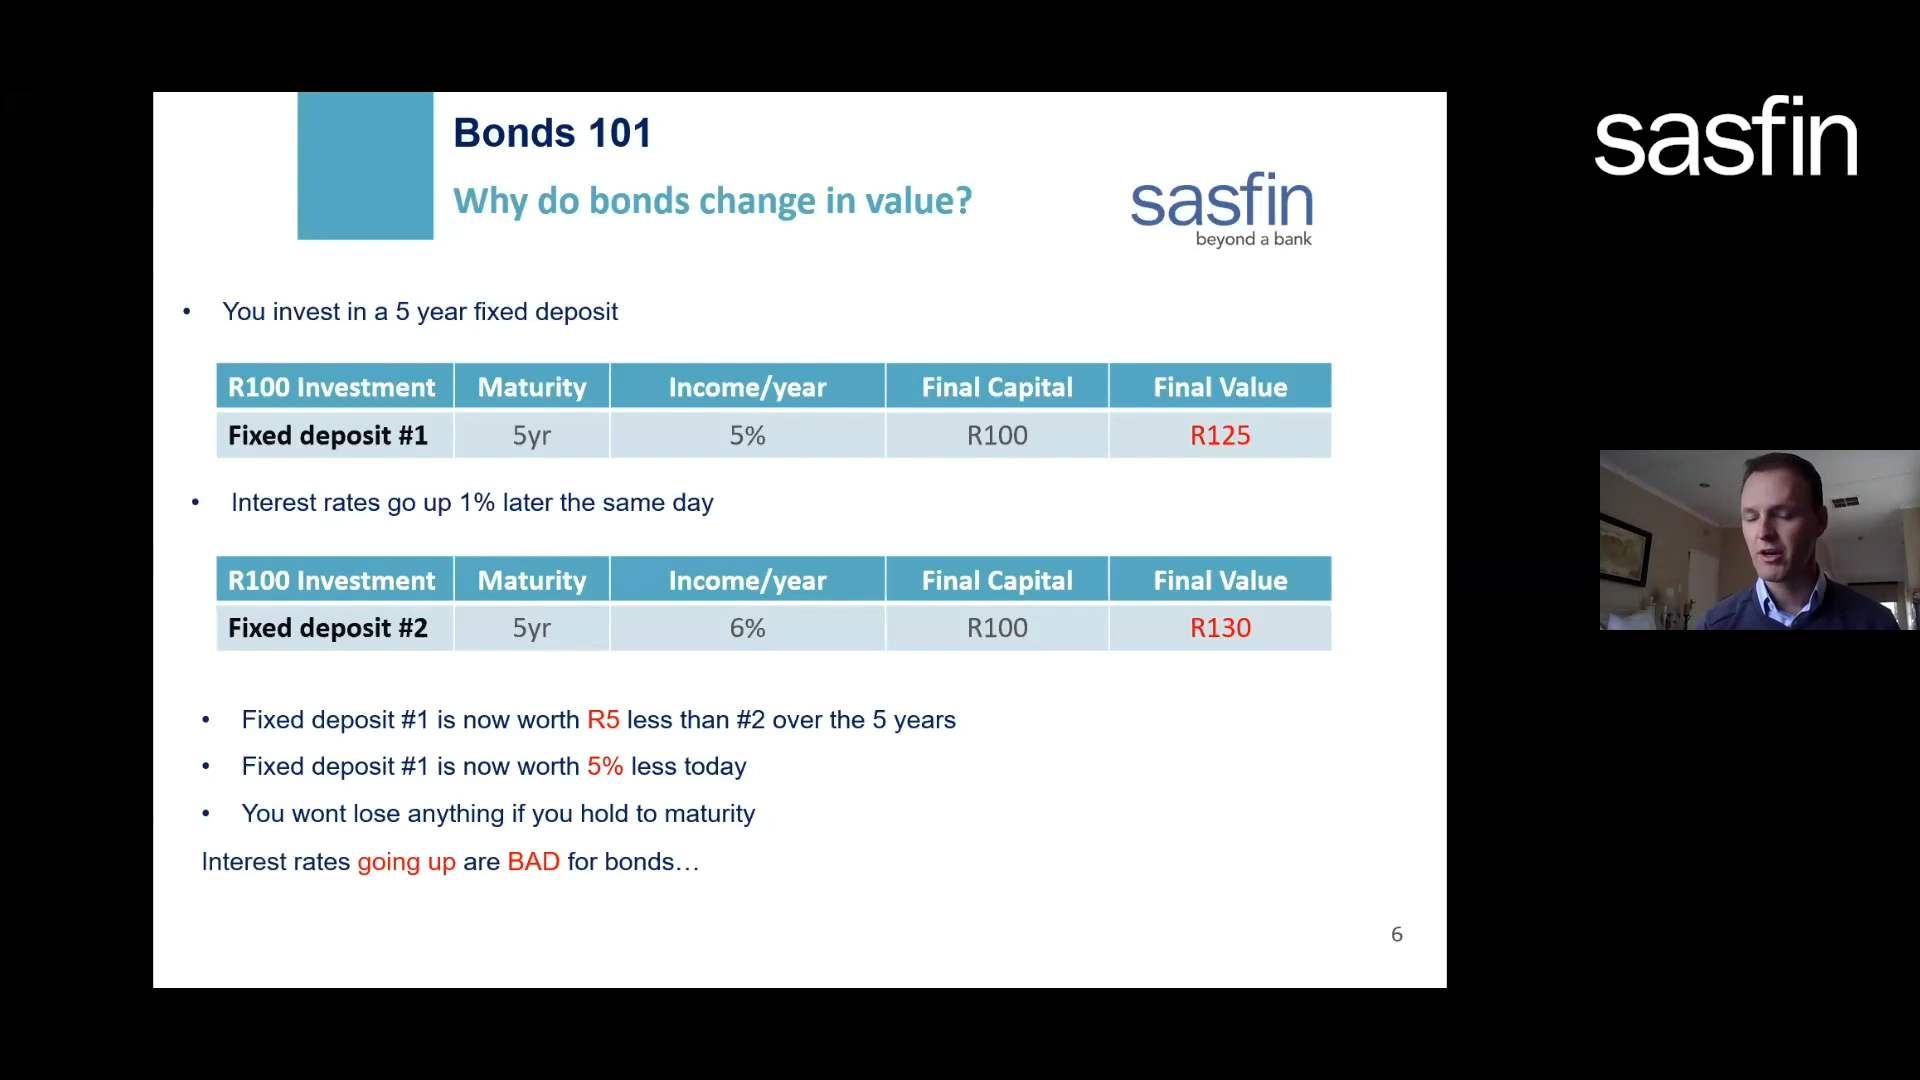 Bonds 101
Why do bonds change in value?
sasfin
beyond a bank
sasfin
• You invest in a 5 year fixed deposit
R100 Investment Maturity Income/year Final Capital Final Value
Fixed deposit #1 5yr 5% R100 R125
• Interest rates go up 1% later the same day
R100 Investment Maturity Income/year Final Capital Final Value
Fixed deposit #2 5yr 6% R100 R130
• Fixed deposit #1 is now worth R5 less than #2 over the 5 years
• Fixed deposit #1 is now worth 5% less today
• You wont lose anything if you hold to maturity
Interest rates going up are BAD for bonds…
6